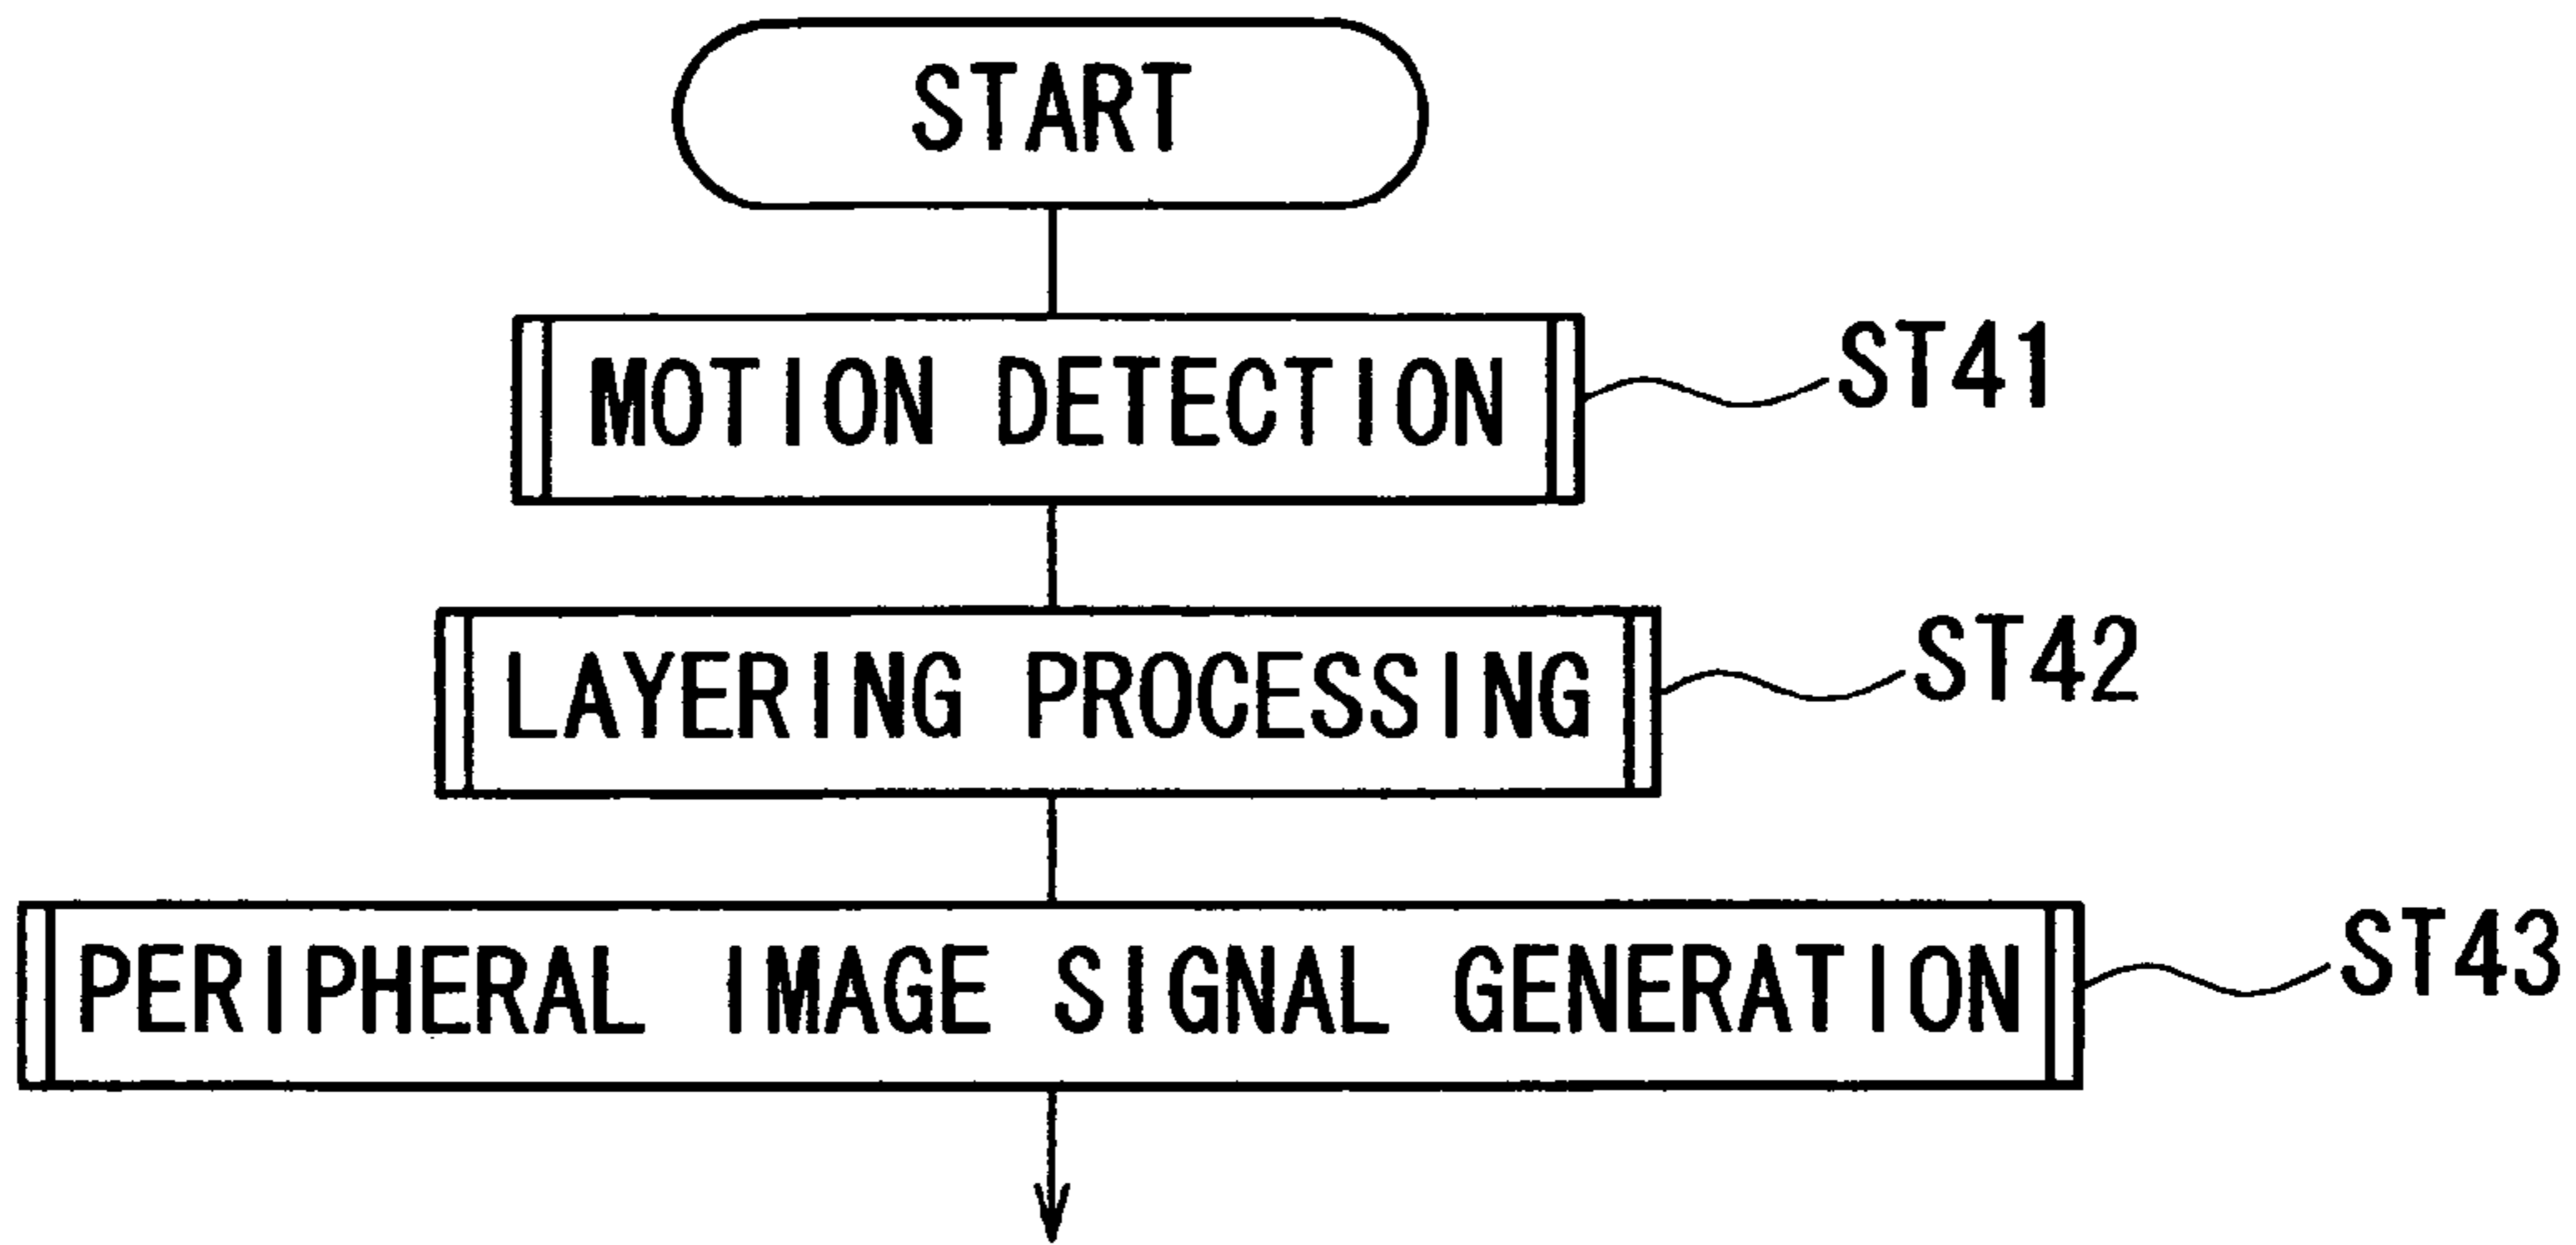 START
MOTION DETECTION
ST41
LAYERING PROCESSING
ST42
PERIPHERAL IMAGE SIGNAL GENERATION
ST43